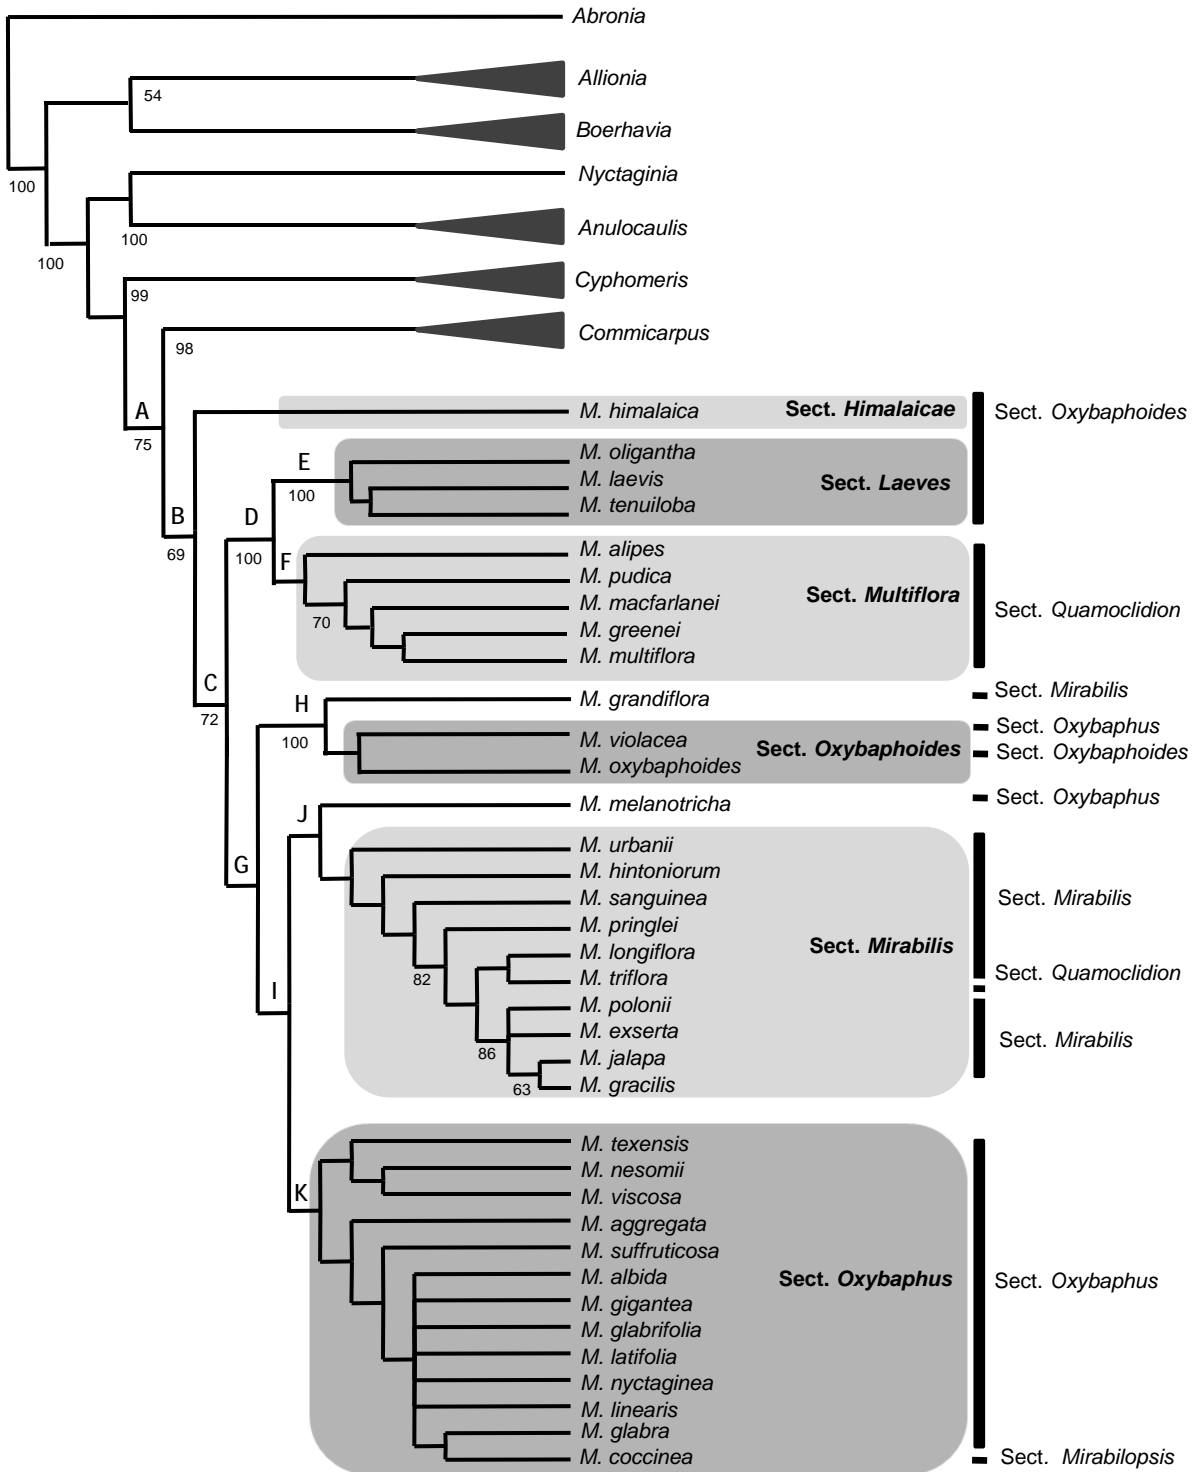 Abronia
Allionia
54
Boerhavia
Nyctaginia
100
Anulocaulis
100
100
Cyphomeris
99
Commicarpus
98
A
75
M. himalaica Sect. Himalaicae Sect. Oxybaphoides
M. oligantha
E
M. laevis Sect. Laeves
100
M. tenuiloba
B
D
69
100
F
M. alipes
M. pudica
M. macfarlanei Sect. Multiflora Sect. Quamoclidion
70
M. greenei
M. multiflora
C
72
H
M. grandiflora Sect. Mirabilis
100
M. violacea Sect. Oxybaphus
Sect. Oxybaphoides Sect. Oxybaphoides
M. oxybaphoides
J
M. melanotricha Sect. Oxybaphus
M. urbanii
G
M. hintoniorum
M. sanguinea Sect. Mirabilis
M. pringlei
Sect. Mirabilis
M. longiflora
82
M. triflora Sect. Quamoclidion
I
M. polonii
M. exserta Sect. Mirabilis
86
M. jalapa
63
M. gracilis
M. texensis
M. nesomii
K
M. viscosa
M. aggregata
M. suffruticosa
M. albida Sect. Oxybaphus Sect. Oxybaphus
M. gigantea
M. glabrifolia
M. latifolia
M. nyctaginea
M. linearis
M. glabra
M. coccinea Sect. Mirabilopsis